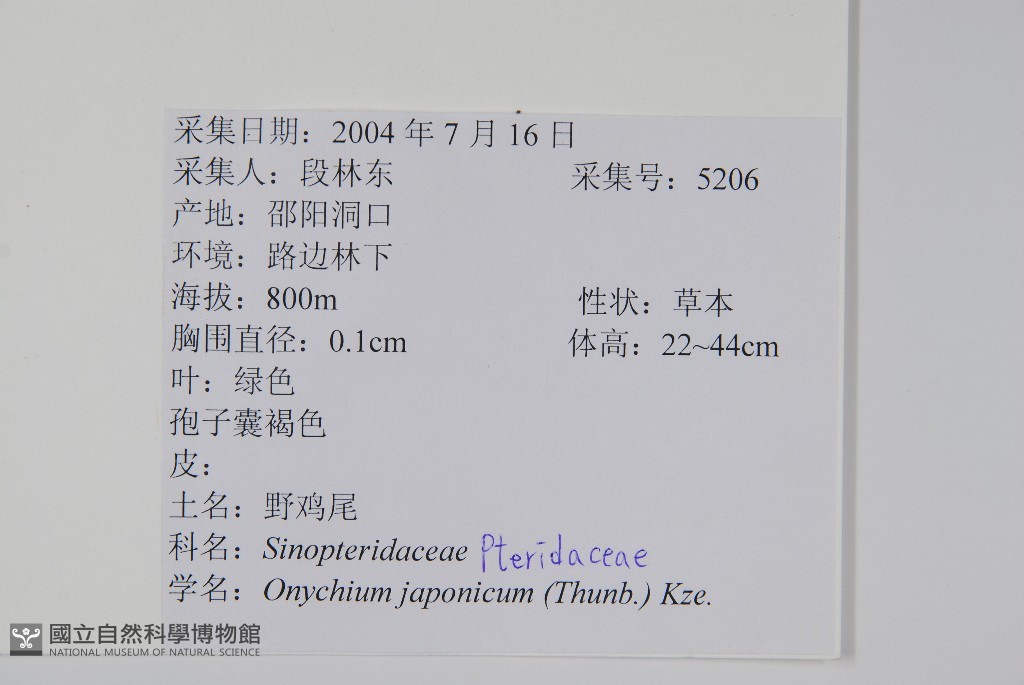 采集日期：2004 年 7 月 16 日
采集人：段林东 采集号：5206
产地：邵阳洞口
环境：路边林下
海拔：800m 性状：草本
胸围直径：0.1cm 体高：22~44cm
叶：绿色
孢子囊褐色
皮：
土名：野鸡尾
科名：Sinopteridaceae Pteridaceae
学名：Onychium japonicum (Thunb.) Kze.
國立自然科學博物館
NATIONAL MUSEUM OF NATURAL SCIENCE